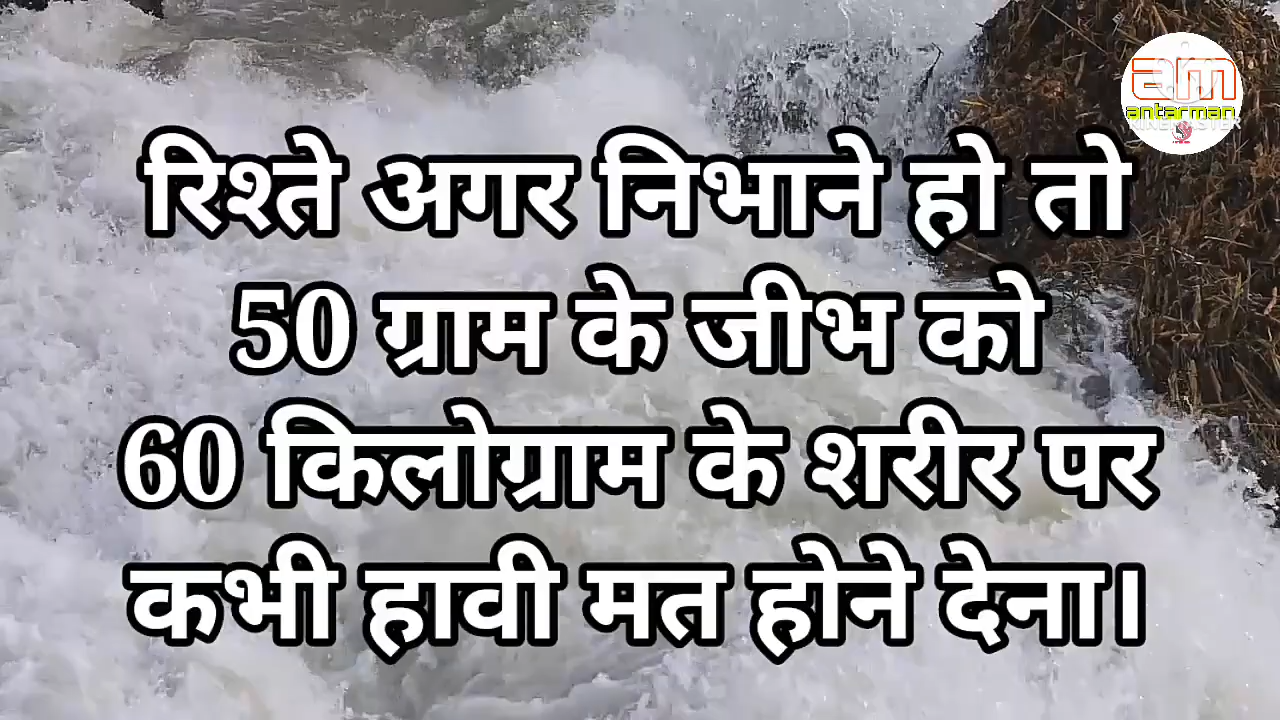 am
antarman
रिश्ते अगर निभाने हो तो
50 ग्राम के जीभ को
60 किलोग्राम के शरीर पर
कभी हावी मत होने देना।